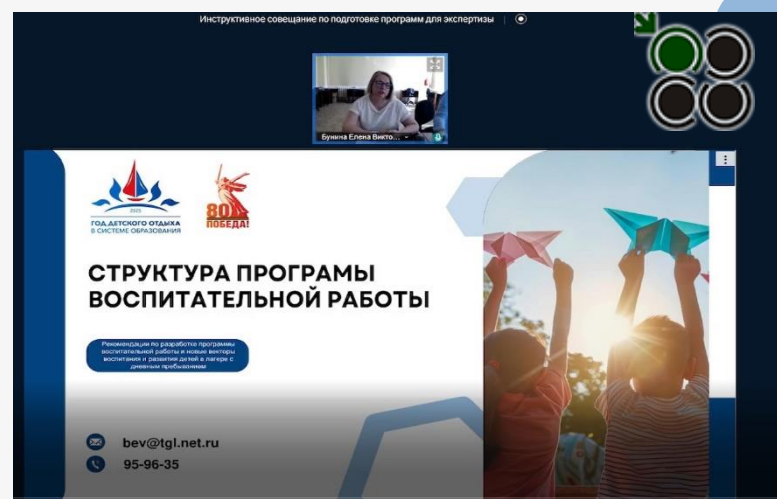 Инструктивное совещание по подготовке программ для экспертизы
Бунина Елена Викто...
2025
ГОД ДЕТСКОГО ОТДЫХА
В СИСТЕМЕ ОБРАЗОВАНИЯ
80
ПОБЕДА!
СТРУКТУРА ПРОГРАМЫ
ВОСПИТАТЕЛЬНОЙ РАБОТЫ
Рекомендации по разработке программы
воспитательной работы и новые векторы
воспитания и развития детей в лагере с
дневным пребыванием
bev@tgl.net.ru
95-96-35